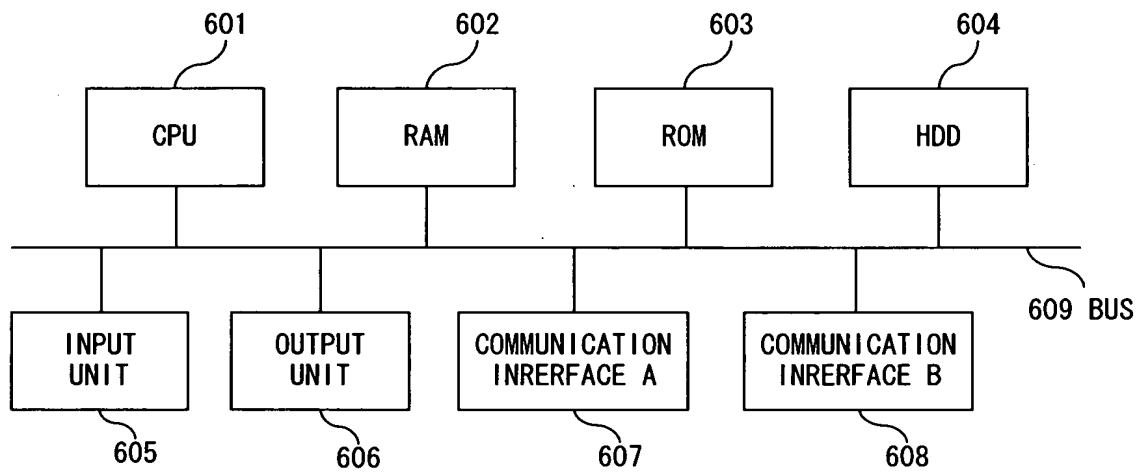 601
602
603
604
CPU
RAM
ROM
HDD
609 BUS
INPUT
UNIT
OUTPUT
UNIT
COMMUNICATION
INRERFACE A
COMMUNICATION
INRERFACE B
605
606
607
608